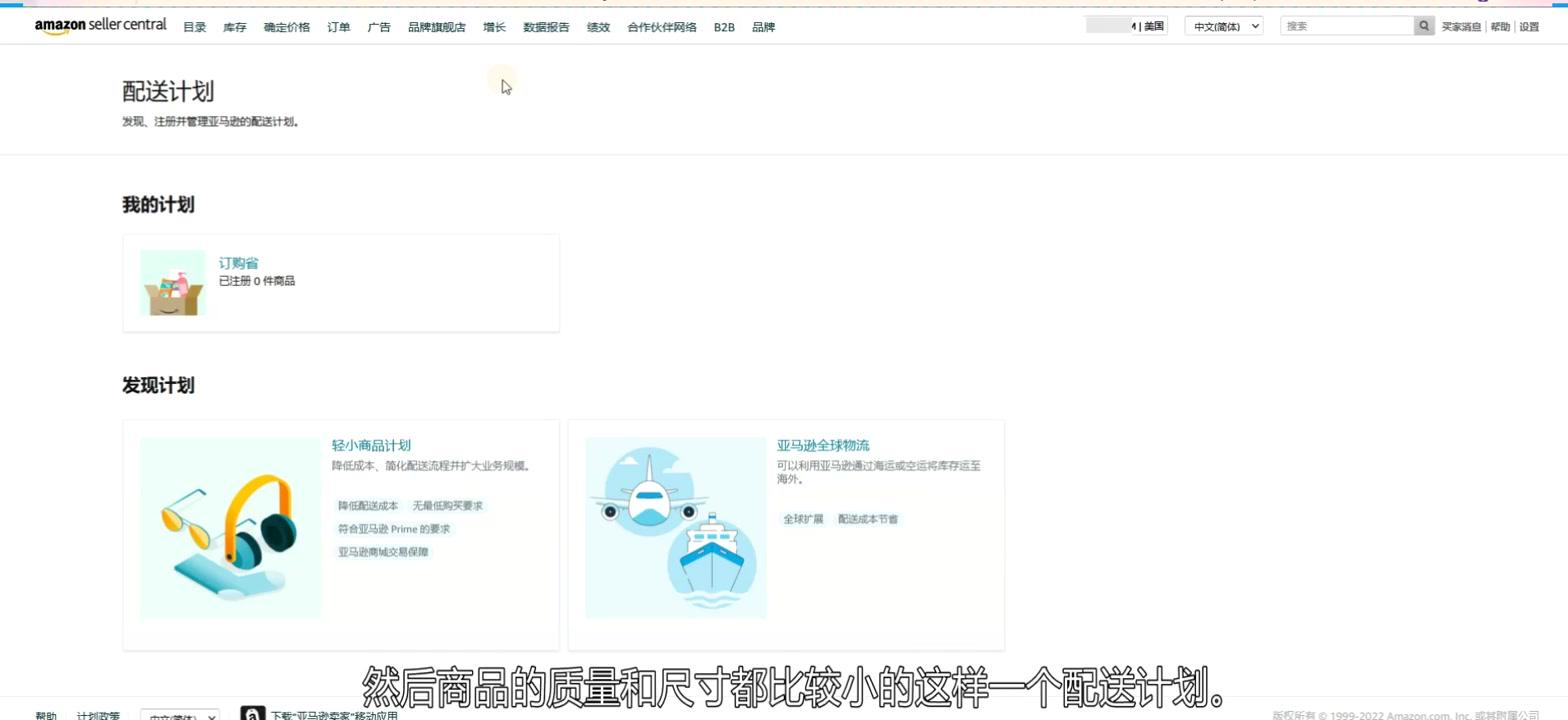 amazon seller central 目录 库存 确定价格 订单 广告 品牌旗舰店 增长 数据报告 绩效 合作伙伴网络 B2B 品牌 | 美国 中文(简体) 搜索 买家消息 | 帮助 | 设置
配送计划
发现、注册并管理亚马逊的配送计划。
我的计划
订购省
已注册 0 件商品
发现计划
轻小商品计划
降低成本、简化配送流程并扩大业务规模。
降低配送成本 无最低购买要求
符合亚马逊 Prime 的要求
亚马逊商城交易保障
亚马逊全球物流
可以利用亚马逊通过海运或空运将库存运至
海外。
全球扩展 配送成本节省
然后商品的质量和尺寸都比较小的这样一个配送计划。
帮助 计划政策 中文(简体) a 下载“亚马逊卖家”移动应用 版权所有 © 1999-2022 Amazon.com, Inc. 或其附属公司